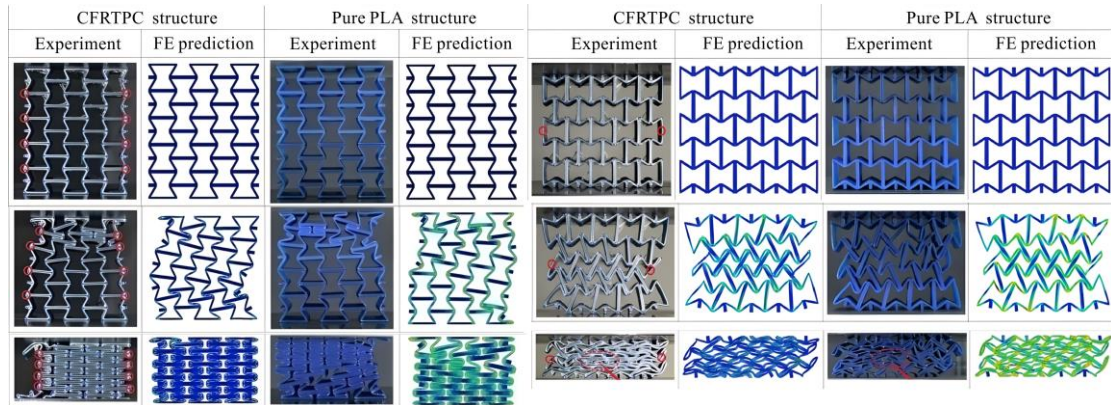 CFRTPC structure
Pure PLA structure
Experiment
FE prediction
Experiment
FE prediction
CFRTPC structure
Pure PLA structure
Experiment
FE prediction
Experiment
FE prediction